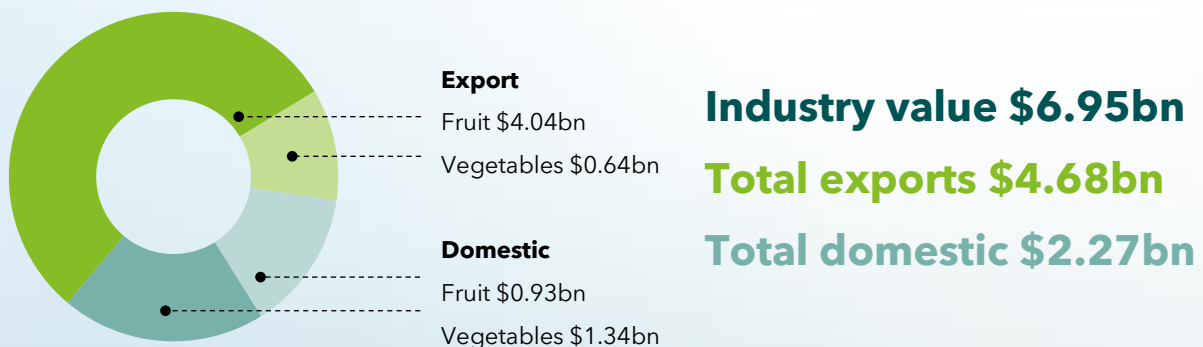 Export
Fruit $4.04bn
Vegetables $0.64bn
Domestic
Fruit $0.93bn
Vegetables $1.34bn
Industry value $6.95bn
Total exports $4.68bn
Total domestic $2.27bn